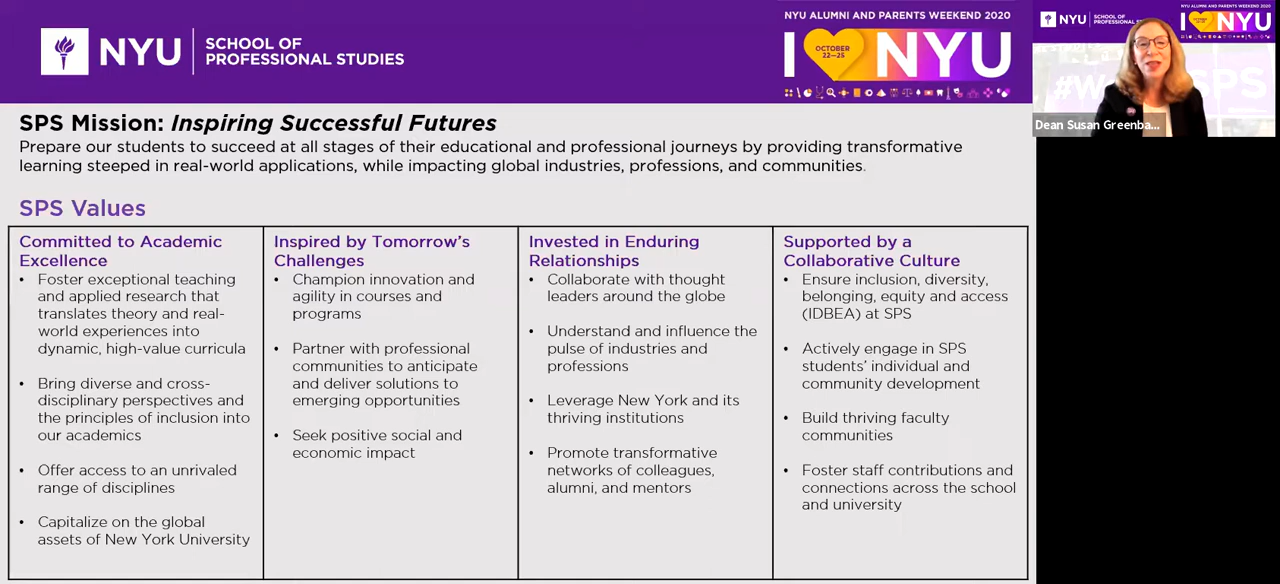 NYU
SCHOOL OF
PROFESSIONAL STUDIES
NYU ALUMNI AND PARENTS WEEKEND 2020
OCTOBER
22—25
I NYU
SPS Mission: Inspiring Successful Futures
Prepare our students to succeed at all stages of their educational and professional journeys by providing transformative
learning steeped in real-world applications, while impacting global industries, professions, and communities.
SPS Values
Committed to Academic
Excellence
• Foster exceptional teaching
and applied research that
translates theory and real-
world experiences into
dynamic, high-value curricula
• Bring diverse and cross-
disciplinary perspectives and
the principles of inclusion into
our academics
• Offer access to an unrivaled
range of disciplines
• Capitalize on the global
assets of New York University
Inspired by Tomorrow's
Challenges
• Champion innovation and
agility in courses and
programs
• Partner with professional
communities to anticipate
and deliver solutions to
emerging opportunities
• Seek positive social and
economic impact
Invested in Enduring
Relationships
• Collaborate with thought
leaders around the globe
• Understand and influence the
pulse of industries and
professions
• Leverage New York and its
thriving institutions
• Promote transformative
networks of colleagues,
alumni, and mentors
Supported by a
Collaborative Culture
• Ensure inclusion, diversity,
belonging, equity and access
(IDBEA) at SPS
• Actively engage in SPS
students' individual and
community development
• Build thriving faculty
communities
• Foster staff contributions and
connections across the school
and university
NYU
SCHOOL OF
NYU ALUMNI AND PARENTS WEEKEND 2020
I NYU
SPS
Dean Susan Greenba...